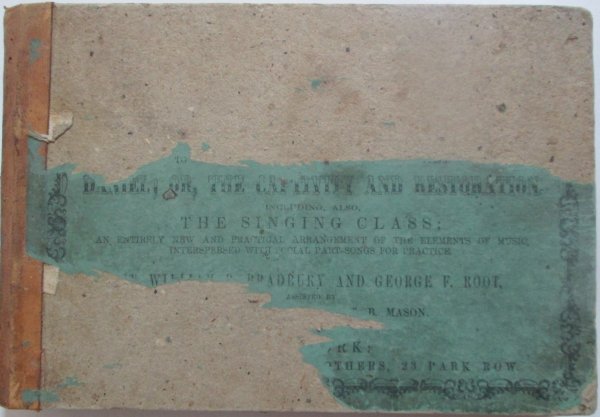 TO
DANIEL; OR, THE CAPTIVITY AND RESTORATION.
INCLUDING, ALSO,
THE SINGING CLASS;
AN ENTIRELY NEW AND PRACTICAL ARRANGEMENT OF THE ELEMENTS OF MUSIC,
INTERSPERSED WITH SOCIAL PART-SONGS FOR PRACTICE
WILLIAM B. BRADBURY AND GEORGE F. ROOT,
ASSISTED BY
B. MASON.
RK:
OTHERS, 23 PARK ROW